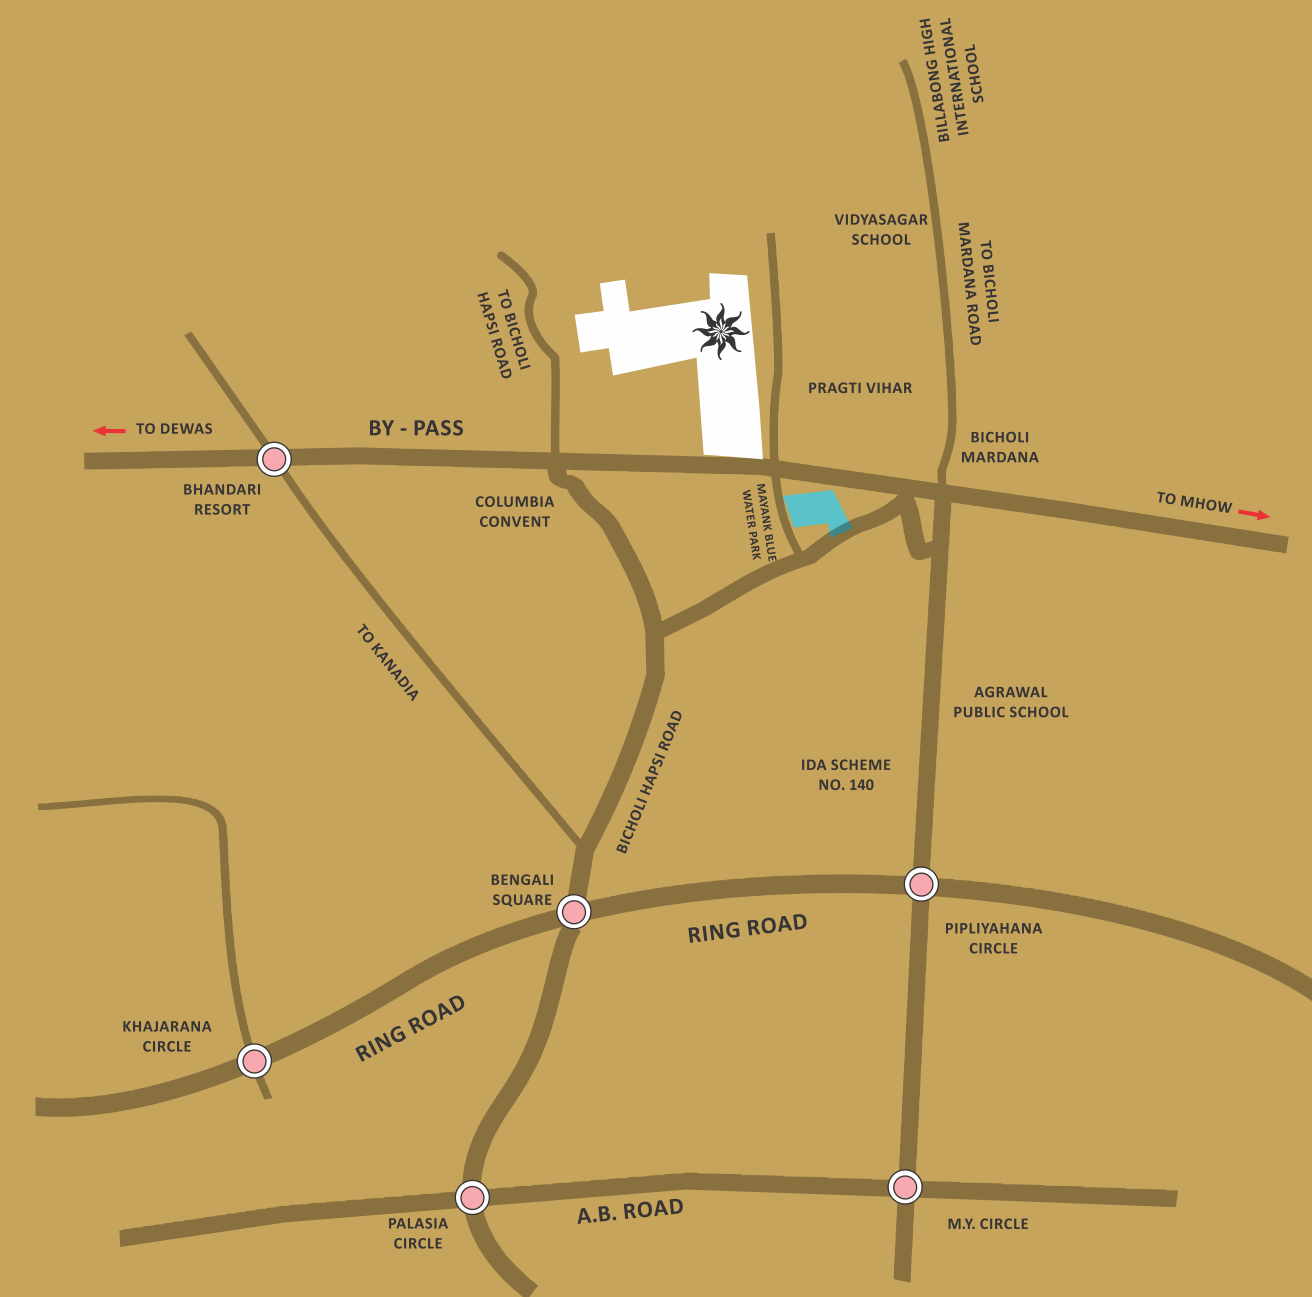 BILLABONG HIGH
INTERNATIONAL
SCHOOL
VIDYASAGAR
SCHOOL
TO BICHOLI
MARDANA ROAD
TO BICHOLI
HAPSI ROAD
PRAGTI VIHAR
TO DEWAS
BY - PASS
BICHOLI
MARDANA
BHANDARI
RESORT
COLUMBIA
CONVENT
MAYANK BLUE
WATER PARK
TO MHOW
TO KANADIA
AGRAWAL
PUBLIC SCHOOL
BICHOLI HAPSI ROAD
IDA SCHEME
NO. 140
BENGALI
SQUARE
RING ROAD
PIPLIYAHANA
CIRCLE
RING ROAD
KHAJARANA
CIRCLE
A.B. ROAD
PALASIA
CIRCLE
M.Y. CIRCLE